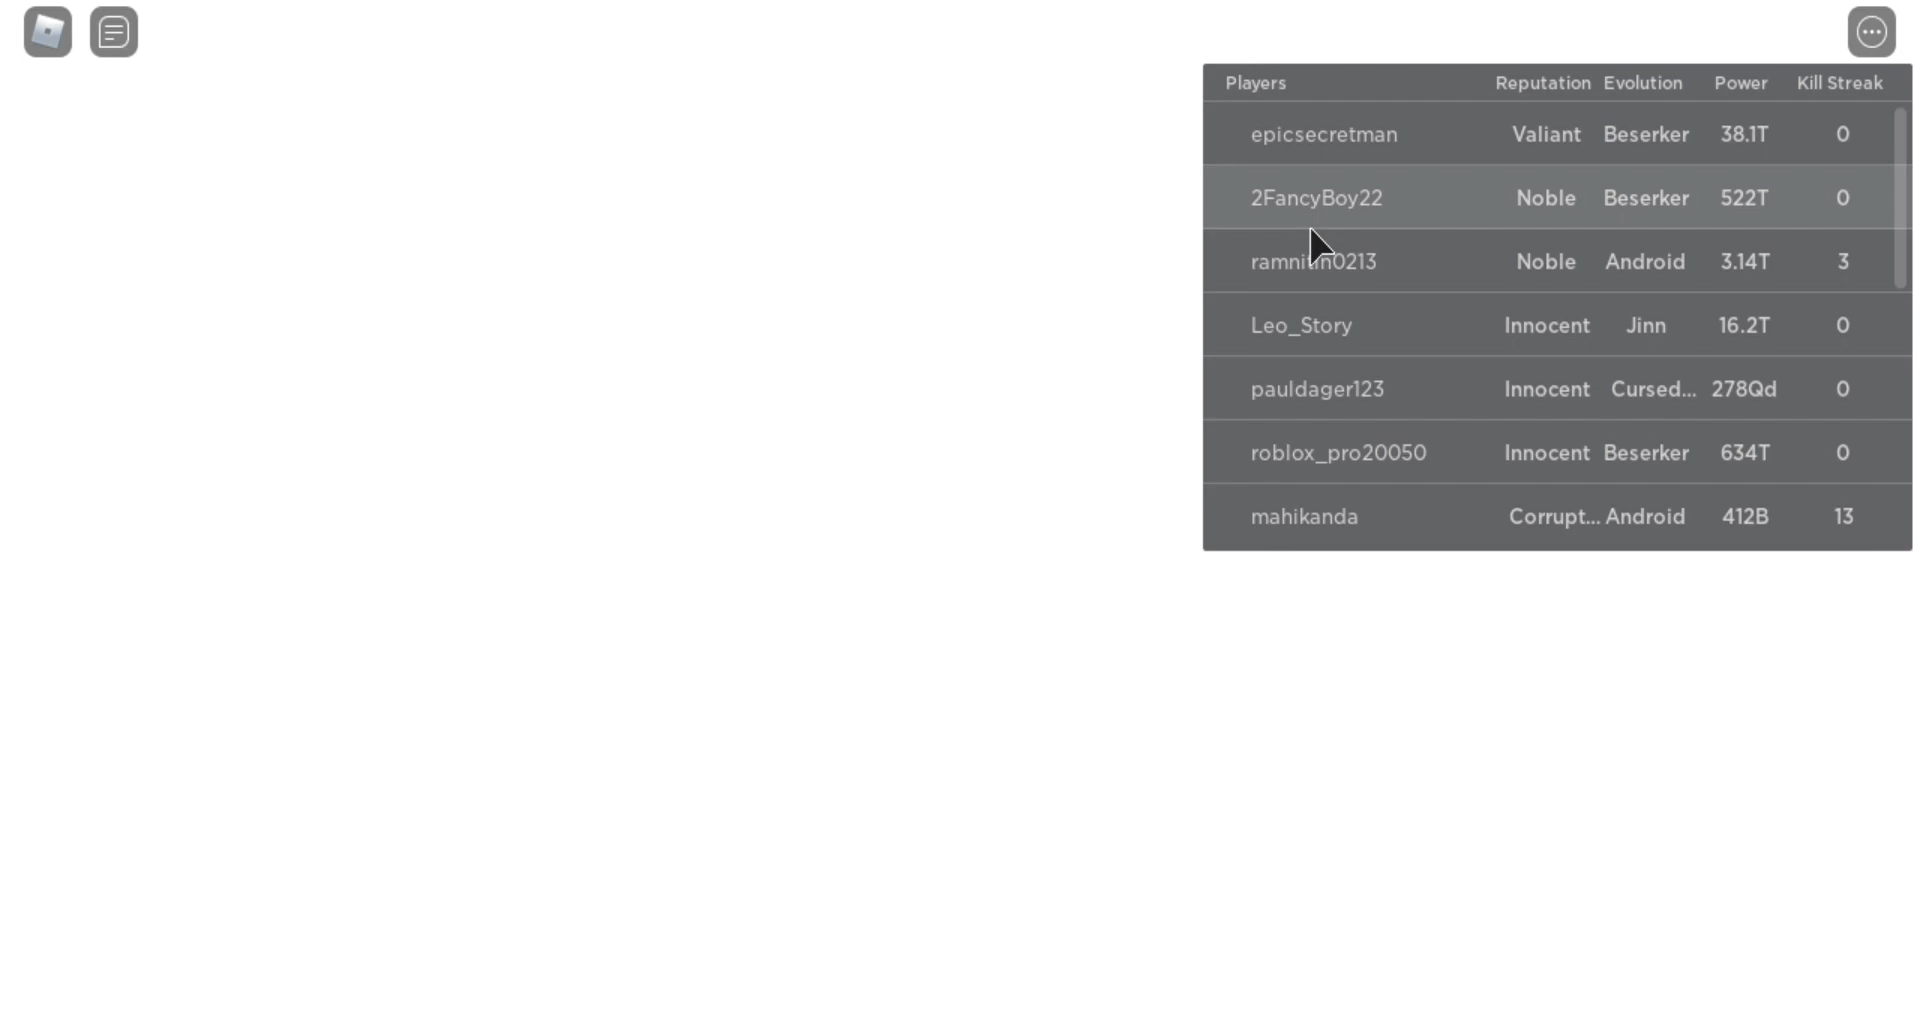 Players Reputation Evolution Power Kill Streak
epicsecretman Valiant Beserker 38.1T 0
2FancyBoy22 Noble Beserker 522T 0
Noble Android 3.14T 3
Leo_Story Innocent Jinn 16.2T 0
pauldager123 Innocent Cursed... 278Qd 0
roblox_pro20050 Innocent Beserker 634T 0
mahikanda Corrupt... Android 412B 13